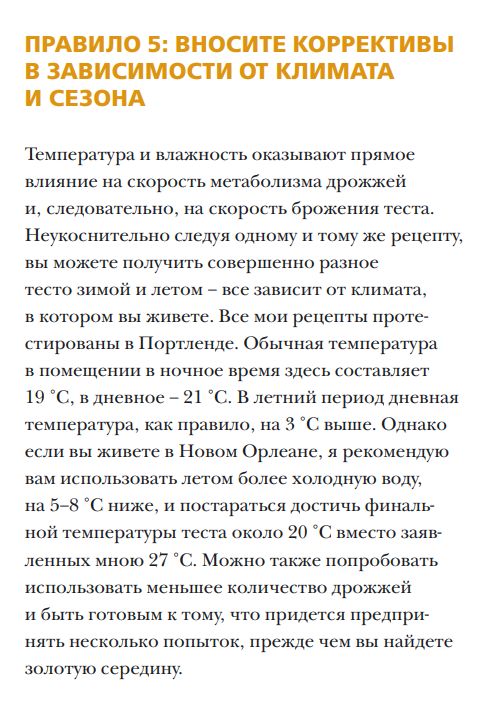 ПРАВИЛО 5: ВНОСИТЕ КОРРЕКТИВЫ
В ЗАВИСИМОСТИ ОТ КЛИМАТА
И СЕЗОНА
Температура и влажность оказывают прямое
влияние на скорость метаболизма дрожжей
и, следовательно, на скорость брожения теста.
Неукоснительно следуя одному и тому же рецепту,
вы можете получить совершенно разное
тесто зимой и летом – все зависит от климата,
в котором вы живете. Все мои рецепты проте-
стированы в Портленде. Обычная температура
в помещении в ночное время здесь составляет
19 ˚С, в дневное – 21 ˚С. В летний период дневная
температура, как правило, на 3 ˚С выше. Однако
если вы живете в Новом Орлеане, я рекомендую
вам использовать летом более холодную воду,
на 5–8 ˚С ниже, и постараться достичь финаль-
ной температуры теста около 20 ˚С вместо заяв-
ленных мною 27 ˚С. Можно также попробовать
использовать меньшее количество дрожжей
и быть готовым к тому, что придется предпри-
нять несколько попыток, прежде чем вы найдете
золотую середину.